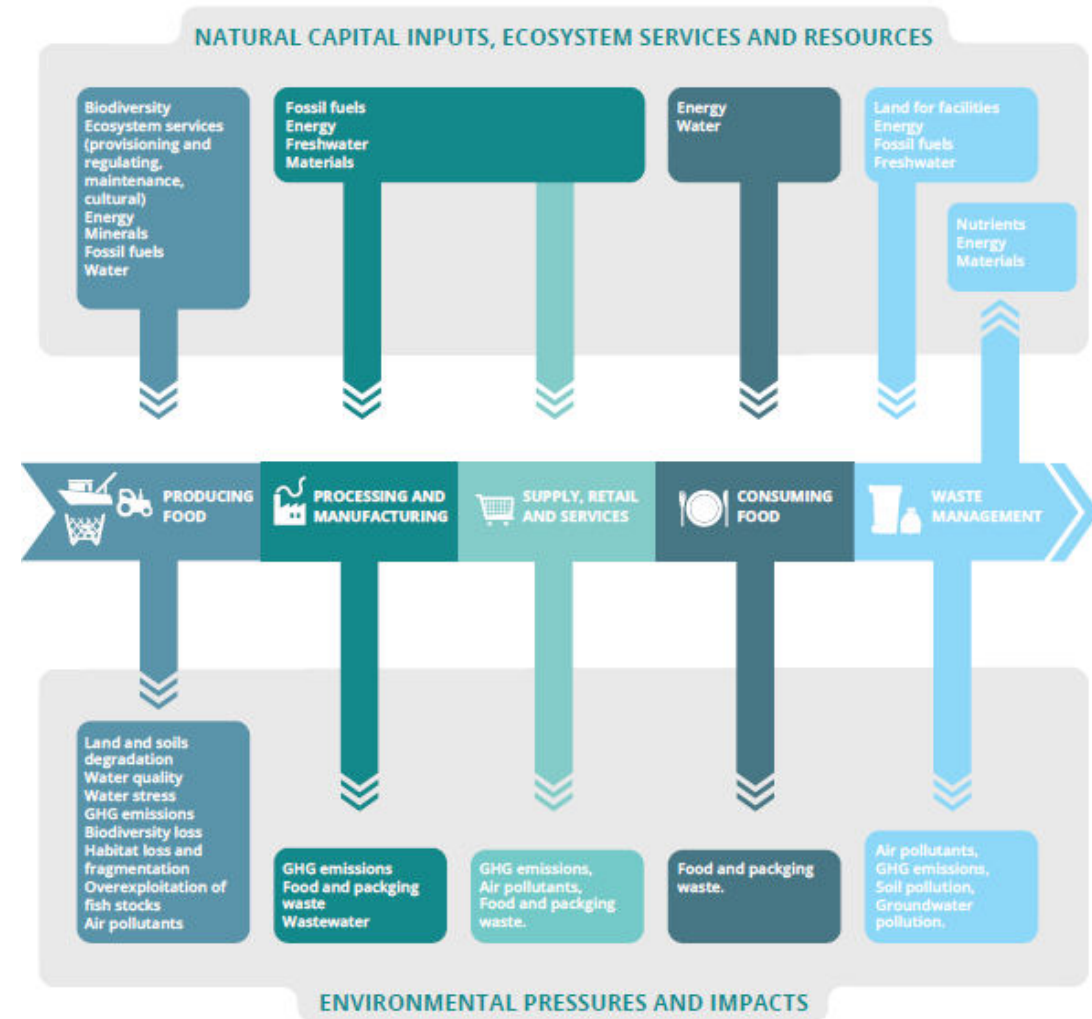 NATURAL CAPITAL INPUTS, ECOSYSTEM SERVICES AND RESOURCES
Biodiversity
Ecosystem services
(provisioning and
regulating,
maintenance,
cultural)
Energy
Minerals
Fossil fuels
Water
Fossil fuels
Energy
Freshwater
Materials
Energy
Water
Land for facilities
Energy
Fossil fuels
Freshwater
Nutrients
Energy
Materials
PRODUCING
FOOD
PROCESSING AND
MANUFACTURING
SUPPLY, RETAIL
AND SERVICES
CONSUMING
FOOD
WASTE
MANAGEMENT
Land and soils
degradation
Water quality
Water stress
GHG emissions
Biodiversity loss
Habitat loss and
fragmentation
Overexploitation of
fish stocks
Air pollutants
GHG emissions
Food and packging
waste
Wastewater
GHG emissions,
Air pollutants,
Food and packging
waste.
Food and packging
waste.
Air pollutants,
GHG emissions,
Soil pollution,
Groundwater
pollution.
ENVIRONMENTAL PRESSURES AND IMPACTS